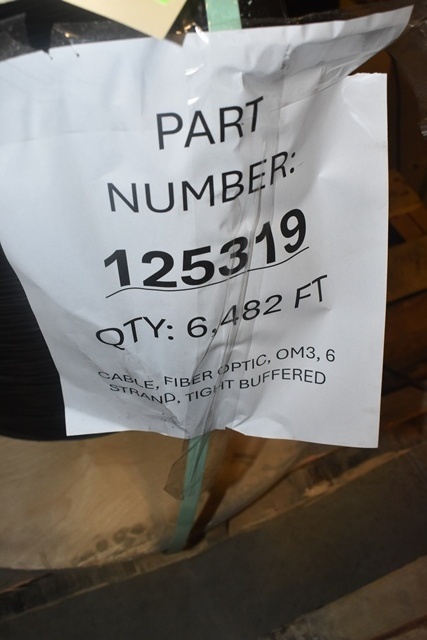 PART
NUMBER:
125319
QTY: 6,482 FT
CABLE, FIBER OPTIC, OM3, 6
STRAND, TIGHT BUFFERED